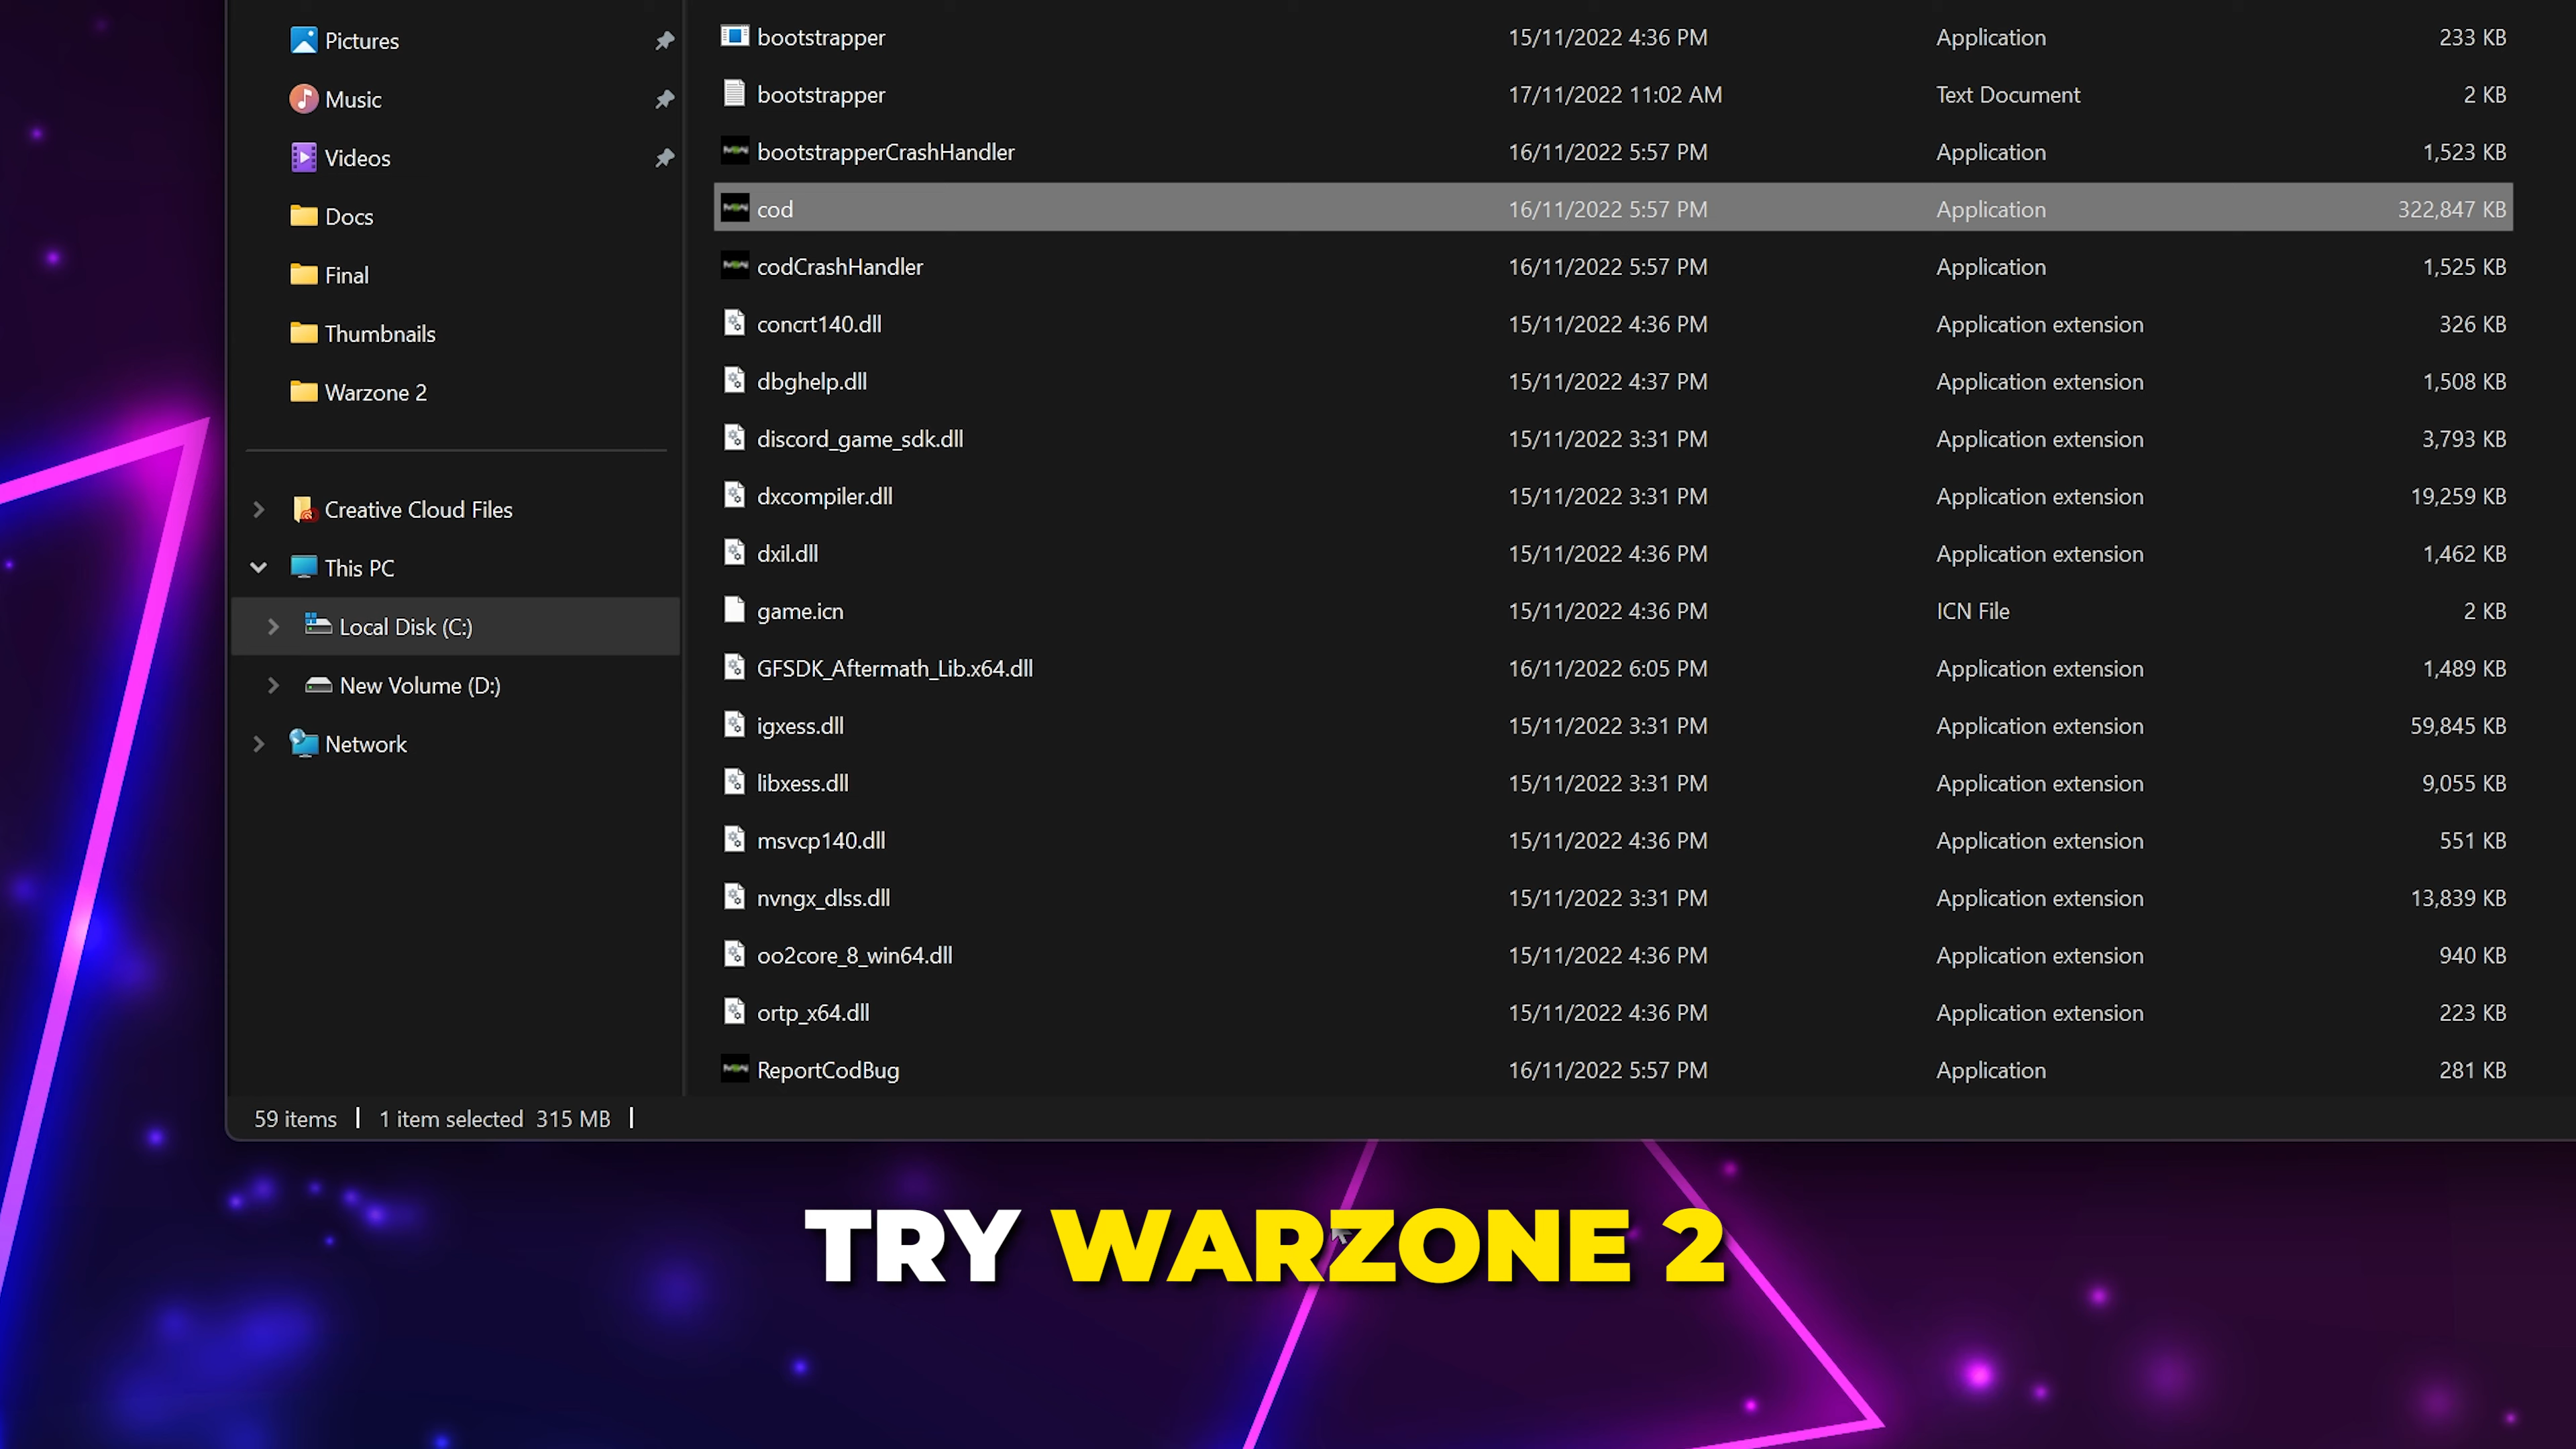 Pictures
Music
Videos
Docs
Final
Thumbnails
Warzone 2
Creative Cloud Files
This PC
Local Disk (C:)
New Volume (D:)
Network
bootstrapper 15/11/2022 4:36 PM Application 233 KB
bootstrapper 17/11/2022 11:02 AM Text Document 2 KB
bootstrapperCrashHandler 16/11/2022 5:57 PM Application 1,523 KB
cod 16/11/2022 5:57 PM Application 322,847 KB
codCrashHandler 16/11/2022 5:57 PM Application 1,525 KB
concrt140.dll 15/11/2022 4:36 PM Application extension 326 KB
dbghelp.dll 15/11/2022 4:37 PM Application extension 1,508 KB
discord_game_sdk.dll 15/11/2022 3:31 PM Application extension 3,793 KB
dxcompiler.dll 15/11/2022 3:31 PM Application extension 19,259 KB
dxil.dll 15/11/2022 4:36 PM Application extension 1,462 KB
game.icn 15/11/2022 4:36 PM ICN File 2 KB
GFSDK_Aftermath_Lib.x64.dll 16/11/2022 6:05 PM Application extension 1,489 KB
igxess.dll 15/11/2022 3:31 PM Application extension 59,845 KB
libxess.dll 15/11/2022 3:31 PM Application extension 9,055 KB
msvcp140.dll 15/11/2022 4:36 PM Application extension 551 KB
nvngx_dlss.dll 15/11/2022 3:31 PM Application extension 13,839 KB
oo2core_8_win64.dll 15/11/2022 4:36 PM Application extension 940 KB
ortp_x64.dll 15/11/2022 4:36 PM Application extension 223 KB
ReportCodBug 16/11/2022 5:57 PM Application 281 KB
59 items 1 item selected 315 MB
TRY WARZONE 2